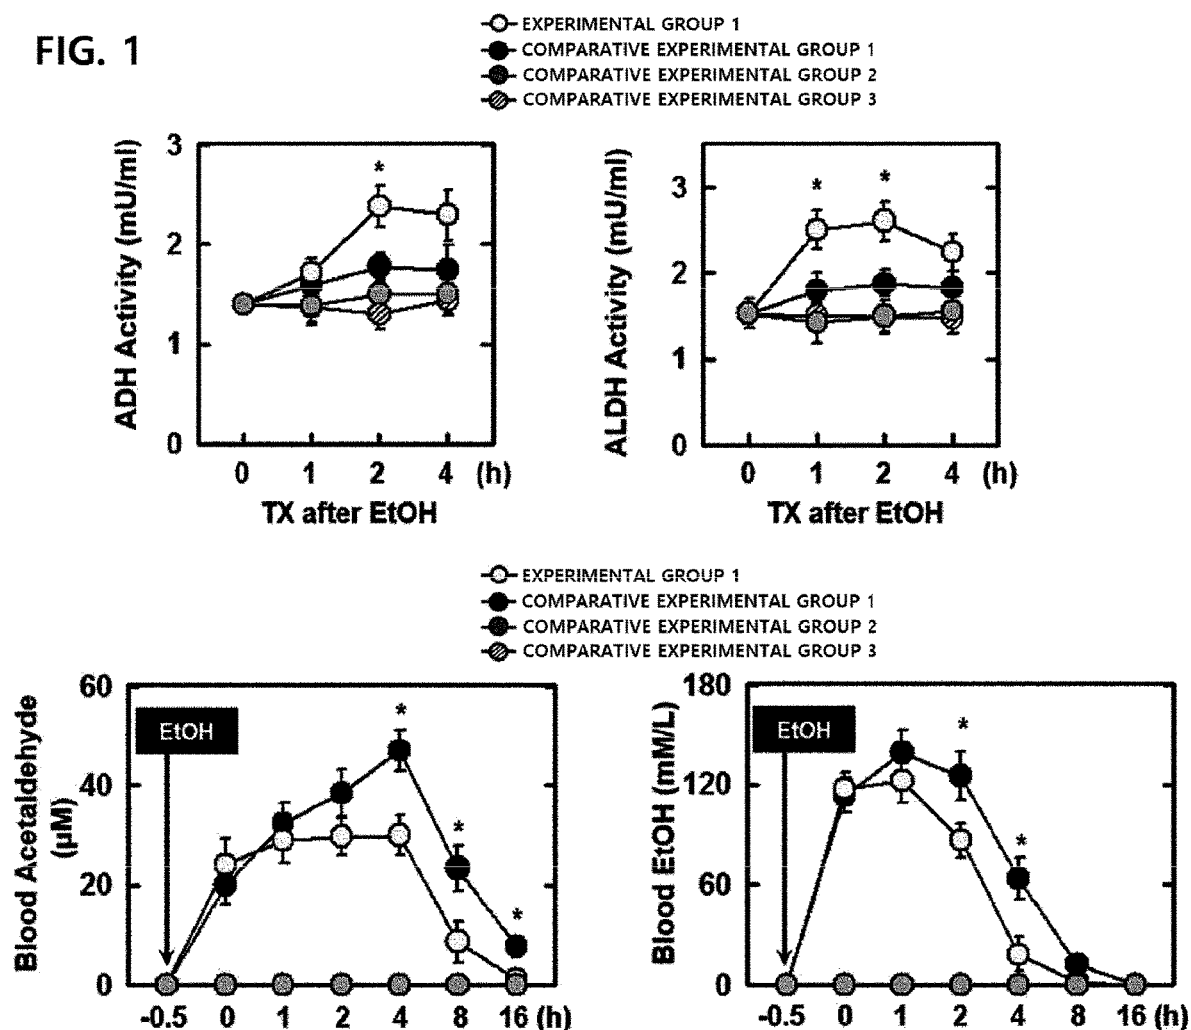 FIG. 1
EXPERIMENTAL GROUP 1
COMPARATIVE EXPERIMENTAL GROUP 1
COMPARATIVE EXPERIMENTAL GROUP 2
COMPARATIVE EXPERIMENTAL GROUP 3
ADH Activity (mU/ml)
3
2
1
0
*
0 1 2 4 (h)
TX after EtOH
ALDH Activity (mU/ml)
3
2
1
0
* *
0 1 2 4 (h)
TX after EtOH
EXPERIMENTAL GROUP 1
COMPARATIVE EXPERIMENTAL GROUP 1
COMPARATIVE EXPERIMENTAL GROUP 2
COMPARATIVE EXPERIMENTAL GROUP 3
Blood Acetaldehyde
(µM)
60
40
20
0
EtOH
*
*
*
-0.5 0 1 2 4 8 16 (h)
Blood EtOH (mM/L)
180
120
60
0
EtOH
*
*
-0.5 0 1 2 4 8 16 (h)